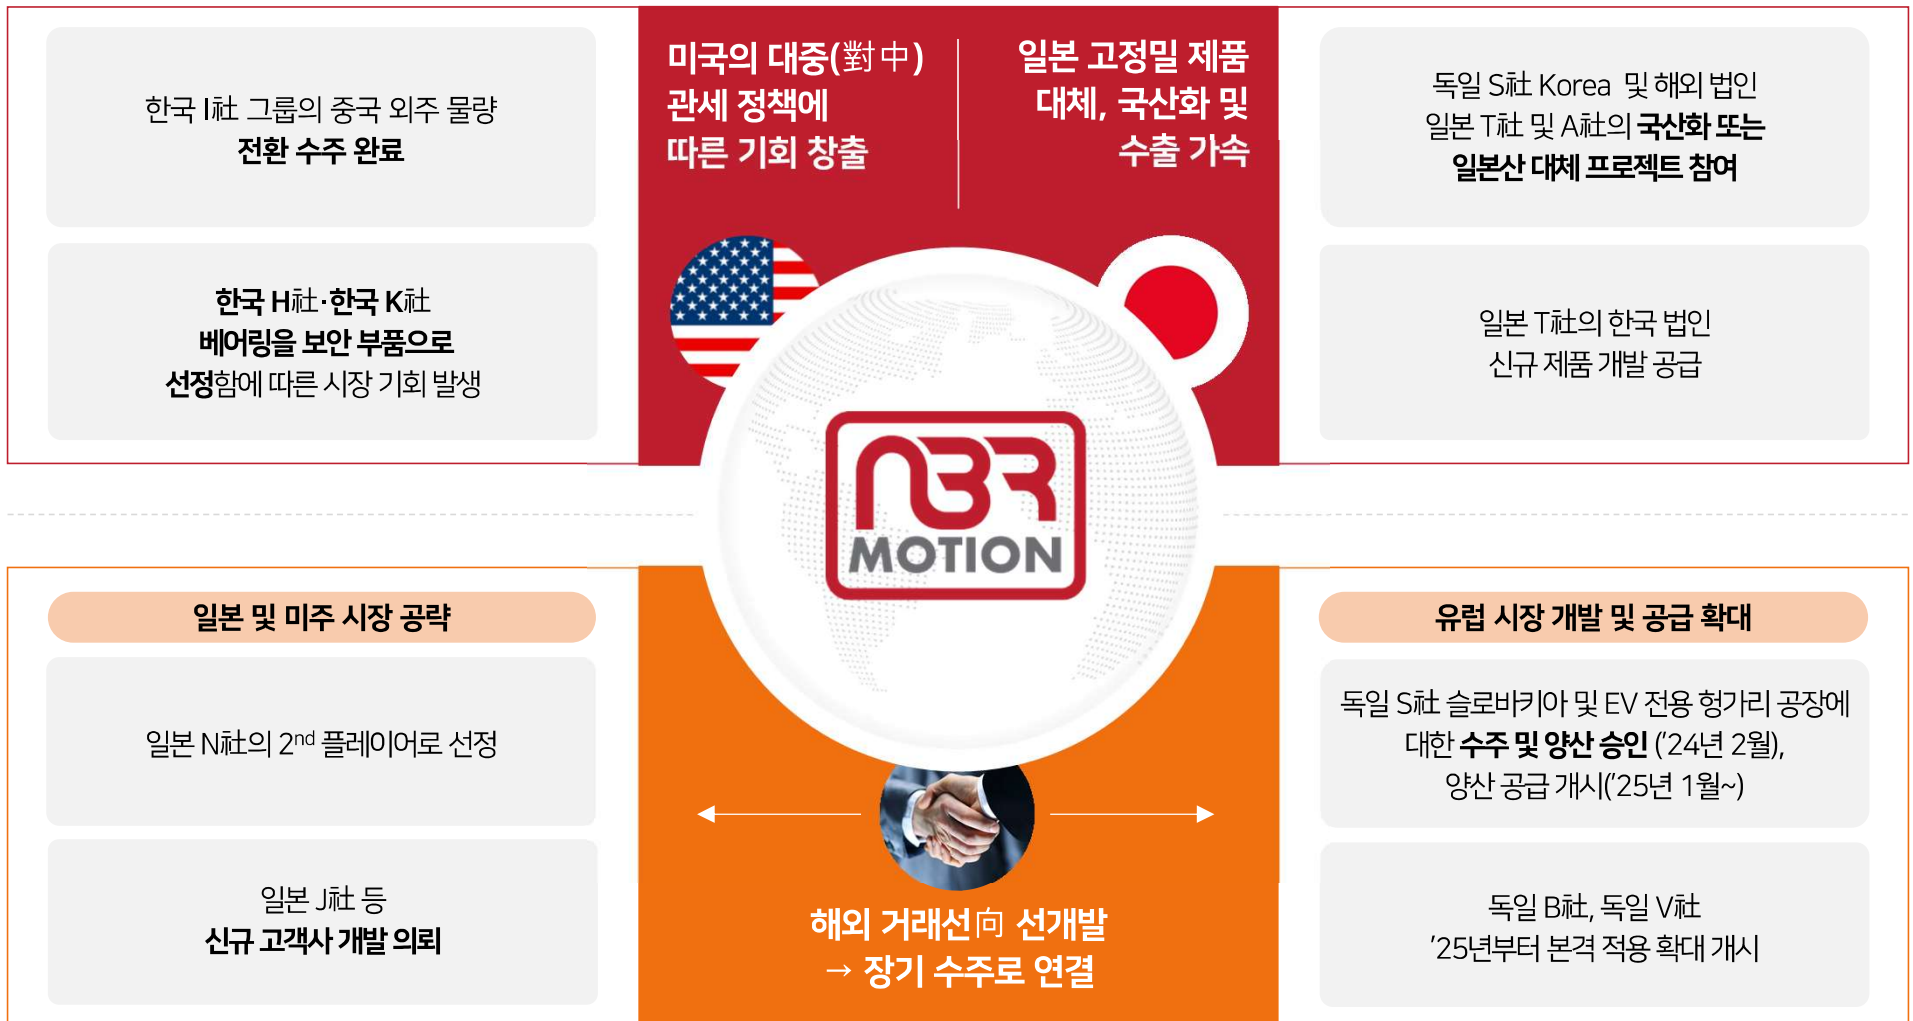 한국 I社 그룹의 중국 외주 물량
전환 수주 완료
한국 H社·한국 K社
베어링을 보안 부품으로
선정함에 따른 시장 기회 발생
미국의 대중(對中)
관세 정책에
따른 기회 창출
일본 고정밀 제품
대체, 국산화 및
수출 가속
독일 S社 Korea 및 해외 법인
일본 T社 및 A社의 국산화 또는
일본산 대체 프로젝트 참여
일본 T社의 한국 법인
신규 제품 개발 공급
NBR
MOTION
일본 및 미주 시장 공략
일본 N社의 2nd 플레이어로 선정
일본 J社 등
신규 고객사 개발 의뢰
해외 거래선向 선개발
→ 장기 수주로 연결
유럽 시장 개발 및 공급 확대
독일 S社 슬로바키아 및 EV 전용 헝가리 공장에
대한 수주 및 양산 승인 ('24년 2월),
양산 공급 개시('25년 1월~)
독일 B社, 독일 V社
'25년부터 본격 적용 확대 개시